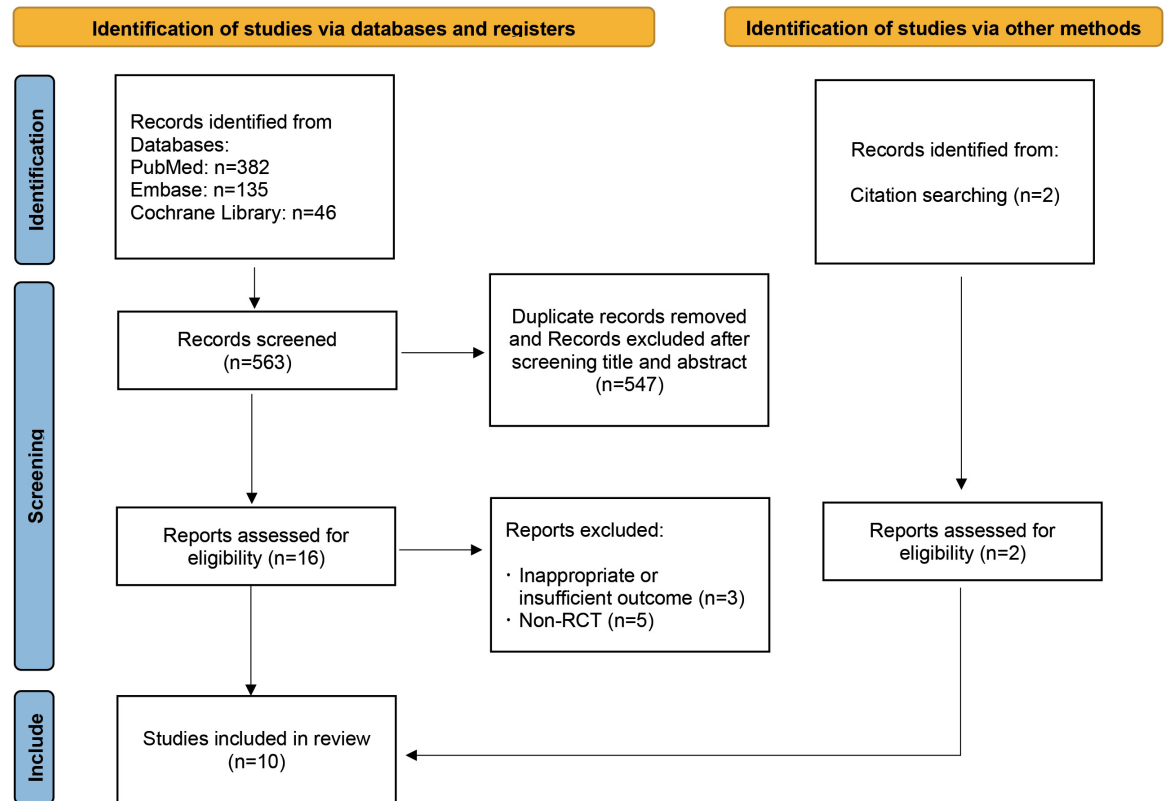 Identification of studies via databases and registers
Identification of studies via other methods
Identification
Records identified from
Databases:
PubMed: n=382
Embase: n=135
Cochrane Library: n=46
Records identified from:
Citation searching (n=2)
Screening
Records screened
(n=563)
Duplicate records removed
and Records excluded after
screening title and abstract
(n=547)
Reports assessed for
eligibility (n=16)
Reports excluded:
· Inappropriate or
insufficient outcome (n=3)
· Non-RCT (n=5)
Reports assessed for
eligibility (n=2)
Include
Studies included in review
(n=10)